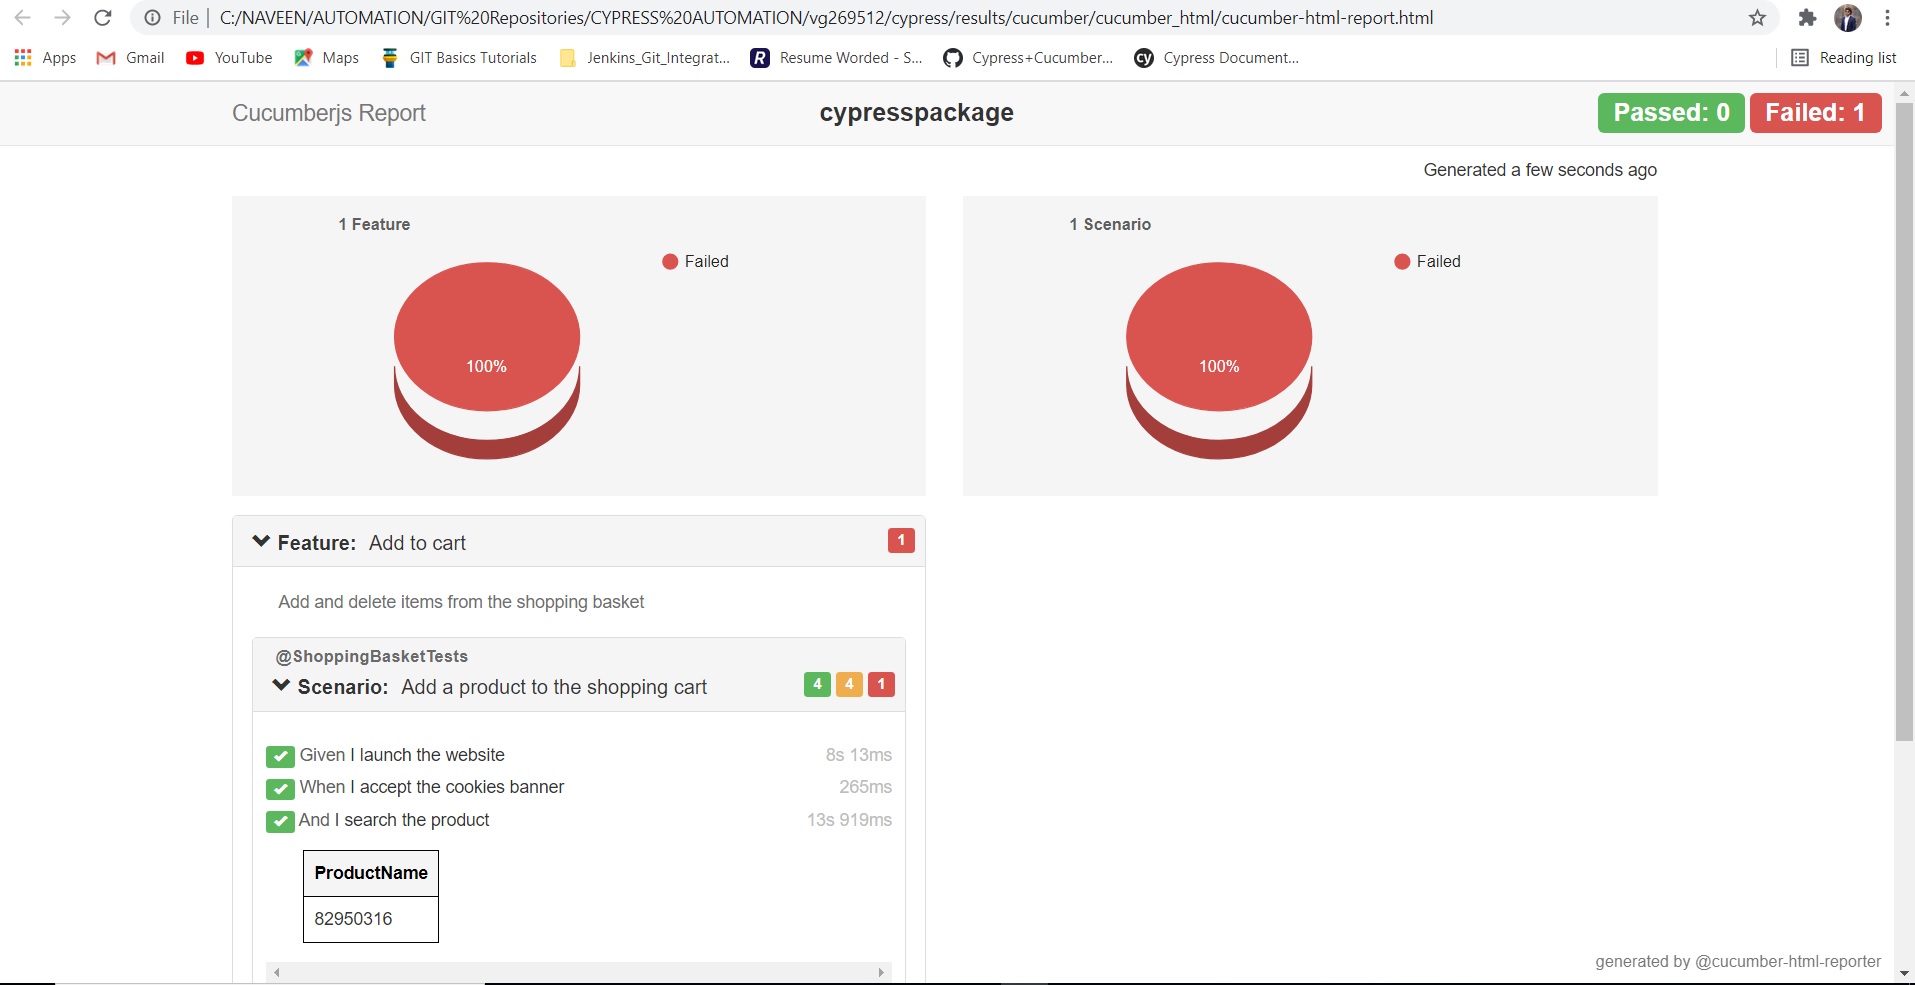 File | C:/NAVEEN/AUTOMATION/GIT%20Repositories/CYPRESS%20AUTOMATION/vg269512/cypress/results/cucumber/cucumber_html/cucumber-html-report.html
Apps Gmail YouTube Maps GIT Basics Tutorials Jenkins_Git_Integrat... R Resume Worded - S... Cypress+Cucumber... cy Cypress Document... Reading list
Cucumberjs Report cypresspackage Passed: 0 Failed: 1
Generated a few seconds ago
1 Feature
Failed
100%
1 Scenario
Failed
100%
Feature: Add to cart 1
Add and delete items from the shopping basket
@ShoppingBasketTests
Scenario: Add a product to the shopping cart 4 4 1
Given I launch the website 8s 13ms
When I accept the cookies banner 265ms
And I search the product 13s 919ms
ProductName
82950316
generated by @cucumber-html-reporter